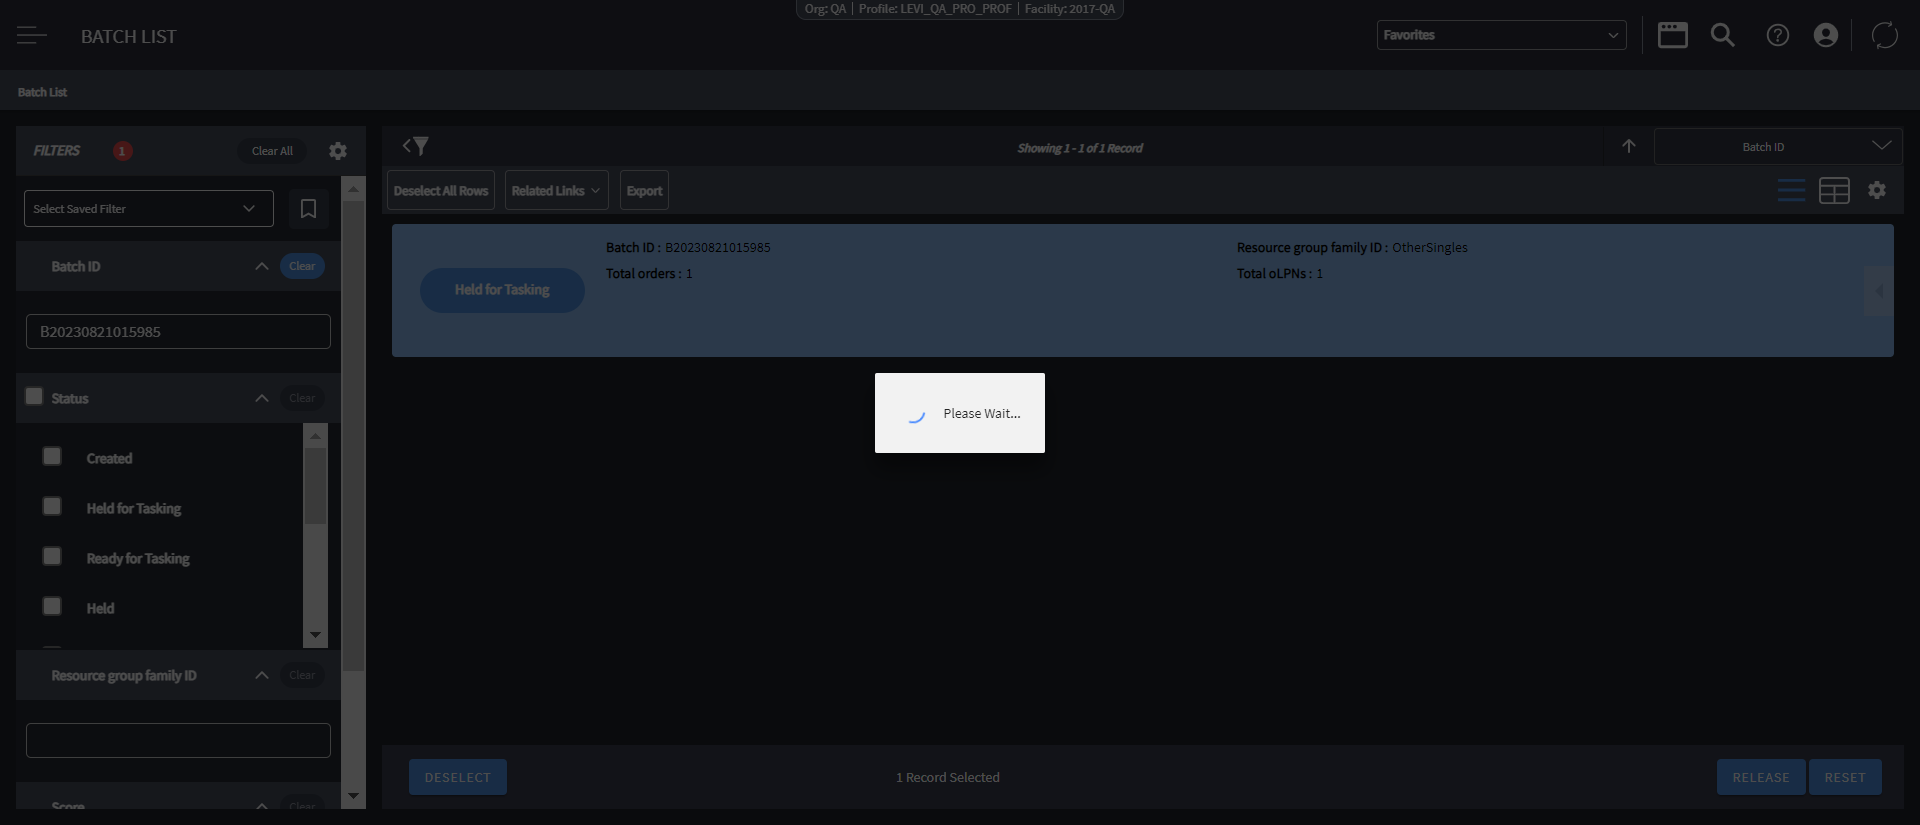 Org: QA | Profile: LEVI_QA_PRO_PROF | Facility: 2017-QA
BATCH LIST
Favorites
Batch List
FILTERS 1 Clear All
Select Saved Filter
Batch ID Clear
B20230821015985
Status Clear
Created
Held for Tasking
Ready for Tasking
Held
Resource group family ID Clear
Score Clear
Showing 1 - 1 of 1 Record
Batch ID
Deselect All Rows Related Links Export
Held for Tasking
Batch ID : B20230821015985
Total orders : 1
Resource group family ID : OtherSingles
Total oLPNs : 1
Please Wait...
DESELECT 1 Record Selected RELEASE RESET